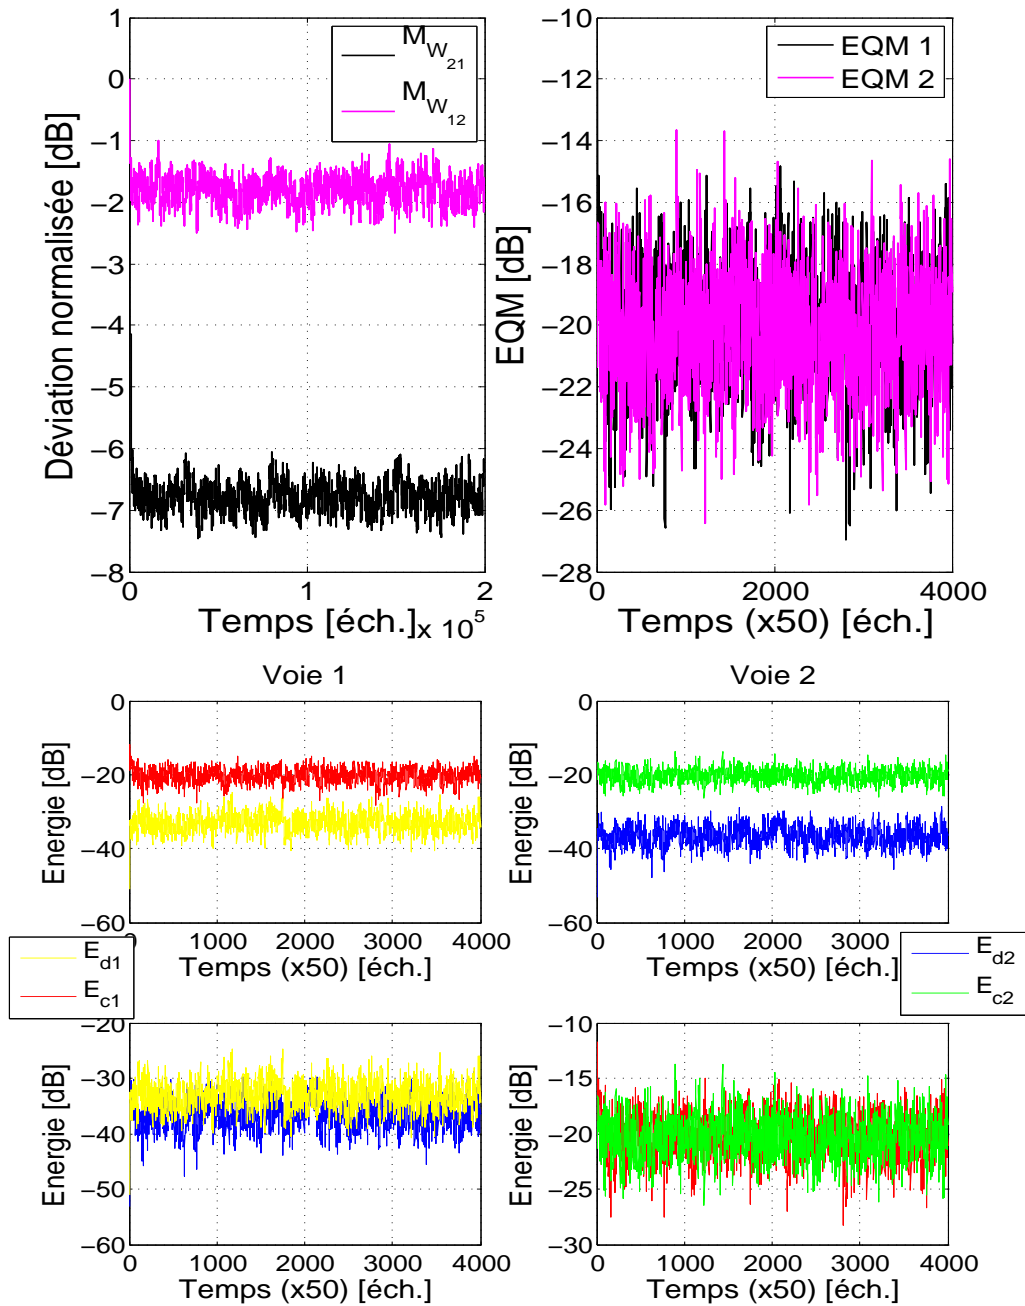 1
0
−1
−2
−3
−4
−5
−6
−7
−8
0
1
2
Déviation normalisée [dB]
Temps [éch.]
x 10^5
M_W_21
M_W_12
−10
−12
−14
−16
−18
−20
−22
−24
−26
−28
0
2000
4000
EQM [dB]
Temps (x50) [éch.]
EQM 1
EQM 2
Voie 1
0
−20
−40
−60
0
1000
2000
3000
4000
Energie [dB]
Temps (x50) [éch.]
E_d1
E_c1
Voie 2
0
−20
−40
−60
0
1000
2000
3000
4000
Energie [dB]
Temps (x50) [éch.]
E_d2
E_c2
−20
−30
−40
−50
−60
0
1000
2000
3000
4000
Energie [dB]
Temps (x50) [éch.]
−10
−15
−20
−25
−30
0
1000
2000
3000
4000
Energie [dB]
Temps (x50) [éch.]